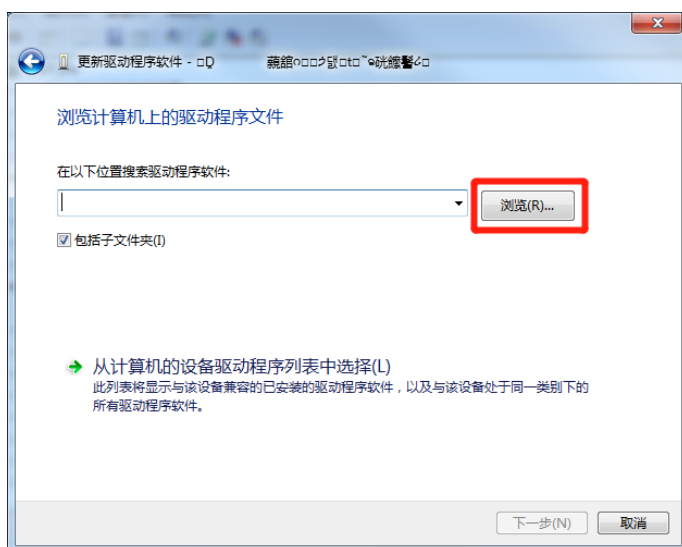 更新驱动程序软件 -
浏览计算机上的驱动程序文件
在以下位置搜索驱动程序软件:
浏览(R)...
包括子文件夹(I)
从计算机的设备驱动程序列表中选择(L)
此列表将显示与该设备兼容的已安装的驱动程序软件，以及与该设备处于同一类别下的
所有驱动程序软件。
下一步(N)
取消